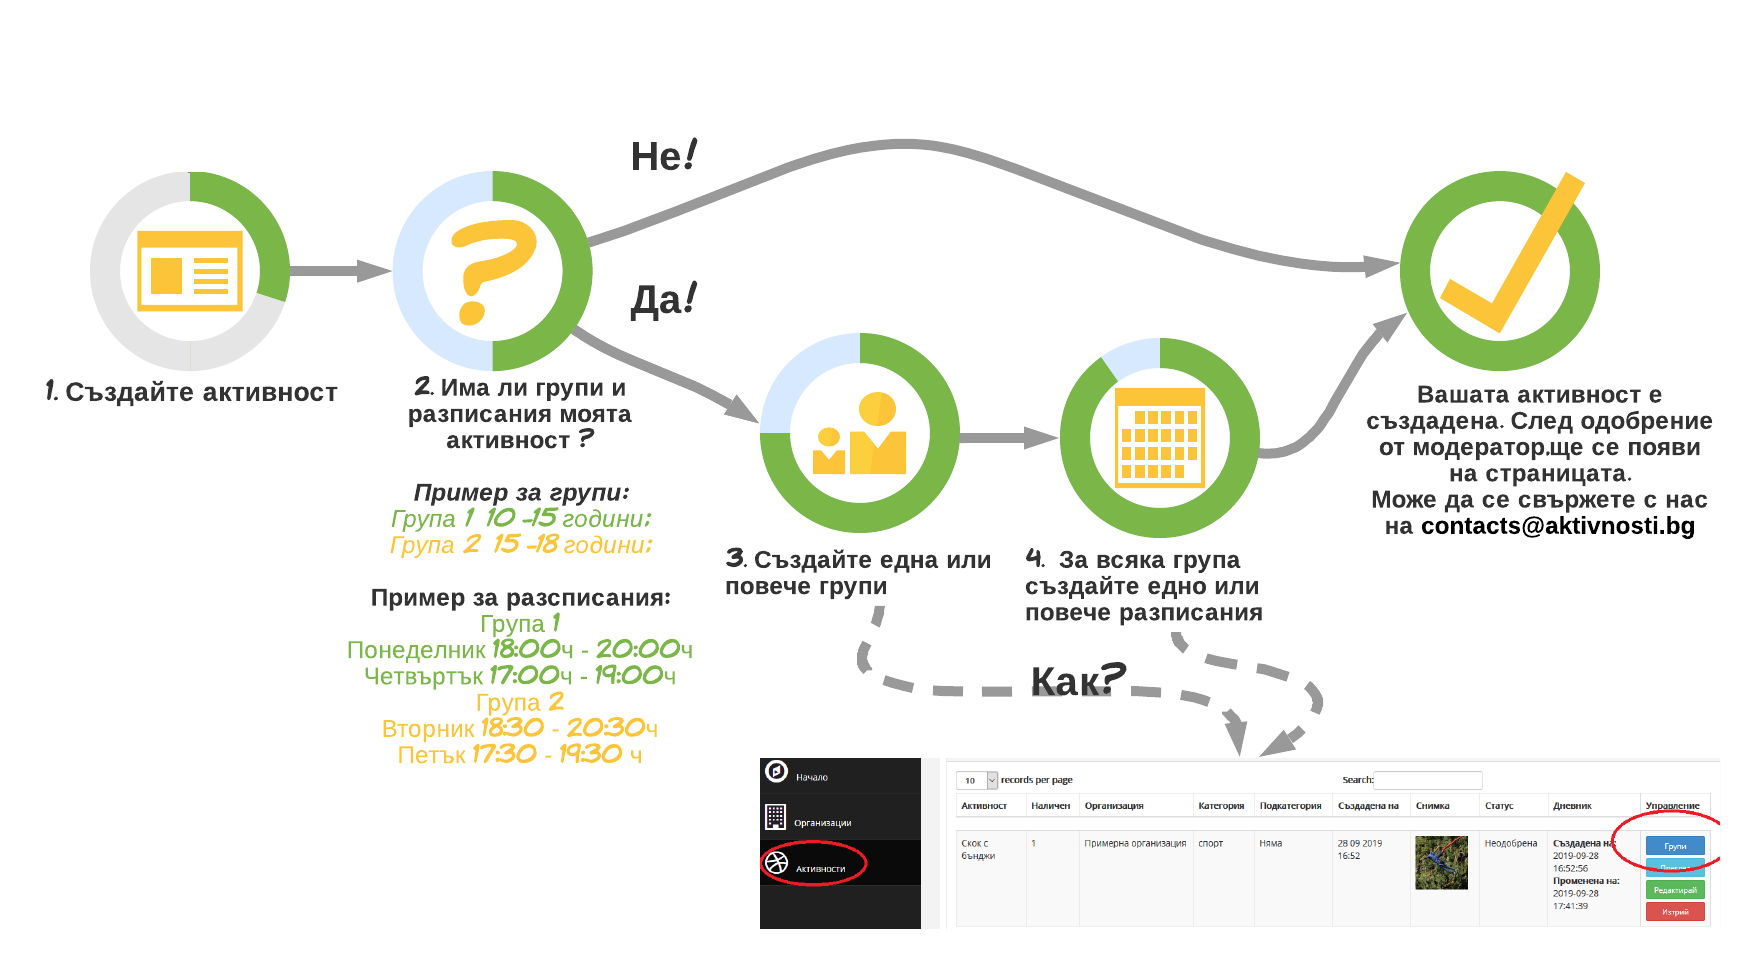 Не!
Да!
1. Създайте активност
2. Има ли групи и
разписания моята
активност ?
Пример за групи:
Група 1 10 -15 години;
Група 2 15 -18 години;
Пример за разсписания:
Група 1
Понеделник 18:00ч - 20:00ч
Четвъртък 17:00ч - 19:00ч
Група 2
Вторник 18:30 - 20:30ч
Петък 17:30 - 19:30 ч
3. Създайте една или
повече групи
4. За всяка група
създайте едно или
повече разписания
Вашата активност е
създадена. След одобрение
от модератор,ще се появи
на страницата.
Може да се свържете с нас
на contacts@aktivnosti.bg
Как?
Начало
Организации
Активности
10 records per page Search:
Активност Наличен Организация Категория Подкатегория Създадена на Снимка Статус Дневник Управление
Скок с бънджи 1 Примерна организация спорт Няма 28 09 2019 16:52 Неодобрена
Създадена на:
2019-09-28
16:52:56
Променена на:
2019-09-28
17:41:39
Групи
Редактирай
Изтрий